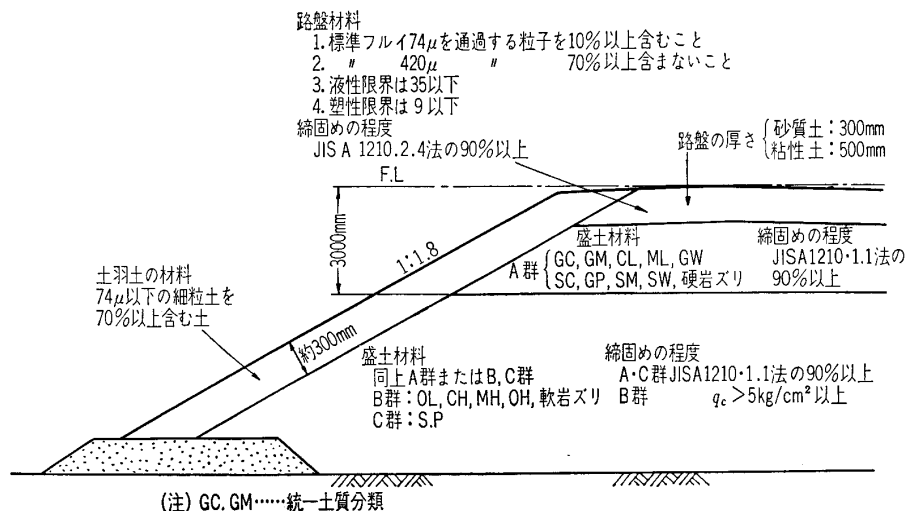 路盤材料
1. 標準フルイ74μを通過する粒子を10%以上含むこと
2. 〃 420μ 〃 70%以上含まないこと
3. 液性限界は35以下
4. 塑性限界は9以下
締固めの程度
JIS A 1210.2.4法の90%以上
路盤の厚さ{砂質土:300mm
粘性土:500mm
F.L
3000mm
1:1.8
盛土材料
A群{GC, GM, CL, ML, GW
SC, GP, SM, SW, 硬岩ズリ
締固めの程度
JISA1210・1.1法の
90%以上
土羽土の材料
74μ以下の細粒土を
70%以上含む土
約300mm
盛土材料
同上A群またはB, C群
B群:OL, CH, MH, OH, 軟岩ズリ
C群:S.P
締固めの程度
A・C群JISA1210・1.1法の90%以上
B群 qc>5kg/cm²以上
(注) GC, GM……統一土質分類